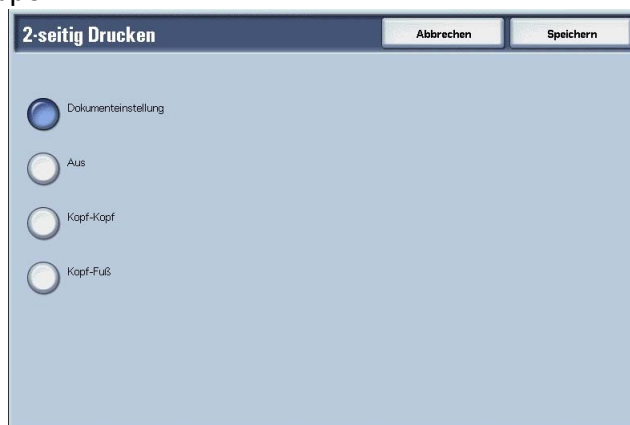 2-seitig Drucken
Abbrechen
Speichern
Dokumenteinstellung
Aus
Kopf-Kopf
Kopf-Fuß